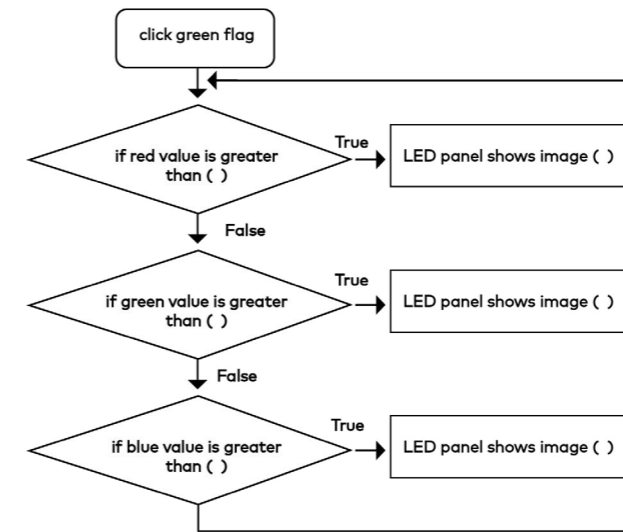 click green flag
if red value is greater
than ( )
True
LED panel shows image ( )
False
if green value is greater
than ( )
True
LED panel shows image ( )
False
if blue value is greater
than ( )
True
LED panel shows image ( )